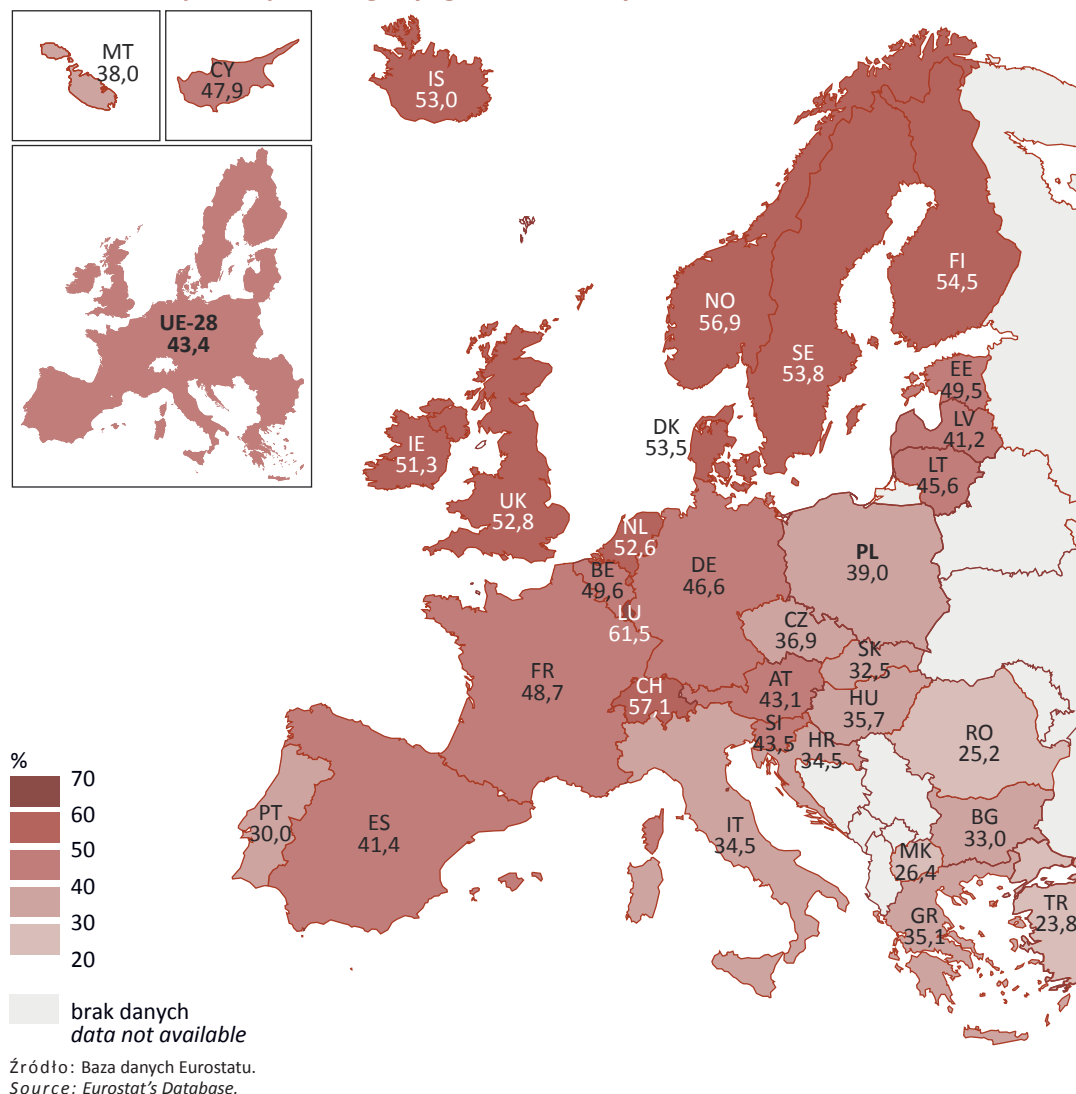 MT
38,0
CY
47,9
IS
53,0
UE-28
43,4
NO
56,9
SE
53,8
FI
54,5
EE
49,5
LV
41,2
LT
45,6
DK
53,5
IE
51,3
UK
52,8
NL
52,6
BE
49,6
LU
61,5
DE
46,6
PL
39,0
CZ
36,9
SK
32,5
AT
43,1
HU
35,7
FR
48,7
CH
57,1
SI
43,5
HR
34,5
RO
25,2
BG
33,0
MK
26,4
GR
35,1
TR
23,8
IT
34,5
ES
41,4
PT
30,0
%
70
60
50
40
30
20
brak danych
data not available
Źródło: Baza danych Eurostatu.
Source: Eurostat's Database.